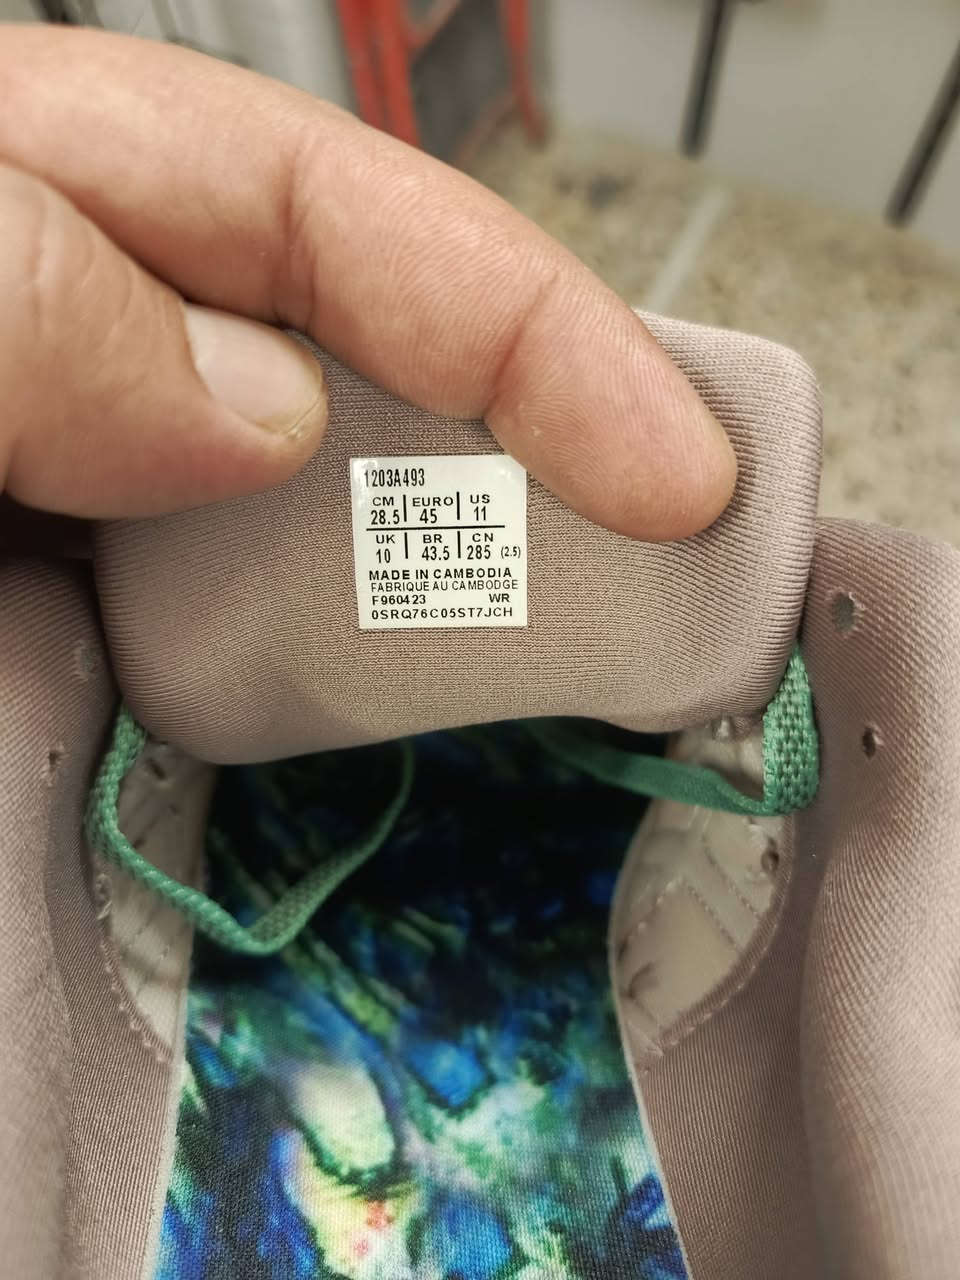 1203A493
CM EURO US
28.5 45 11
UK BR CN
10 43.5 285 (2.5)
MADE IN CAMBODIA
FABRIQUE AU CAMBODGE
F960423 WR
0SRQ76C05ST7JCH